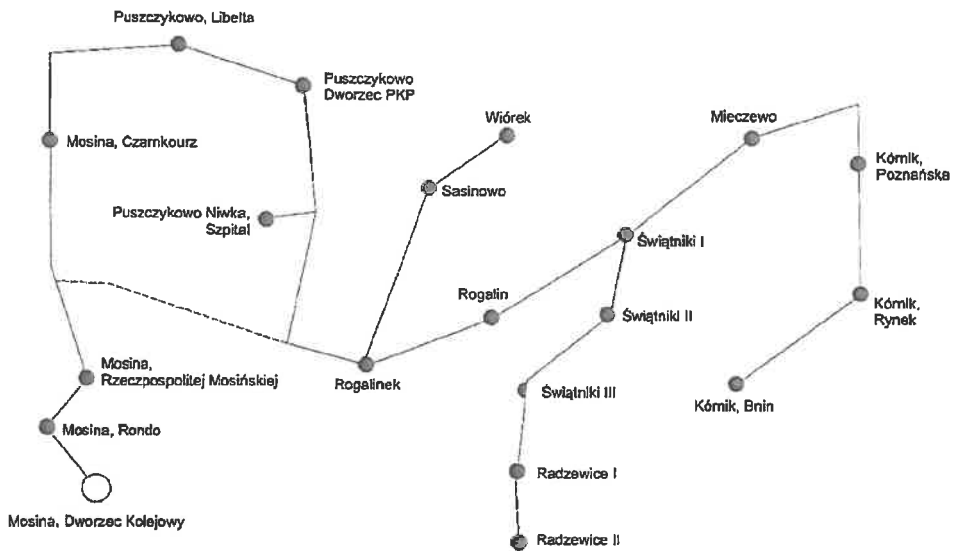 Puszczykowo, Libelta
Puszczykowo
Dworzec PKP
Wiórek
Mieczewo
Mosina, Czarnkourz
Kórnik,
Poznańska
Sasinowo
Puszczykowo Niwka,
Szpital
Świątniki I
Rogalin
Świątniki II
Kórnik,
Rynek
Mosina,
Rzeczpospolitej Mosińskiej
Rogalinek
Świątniki III
Kórnik, Bnin
Mosina, Rondo
Radzewice I
Mosina, Dworzec Kolejowy
Radzewice II